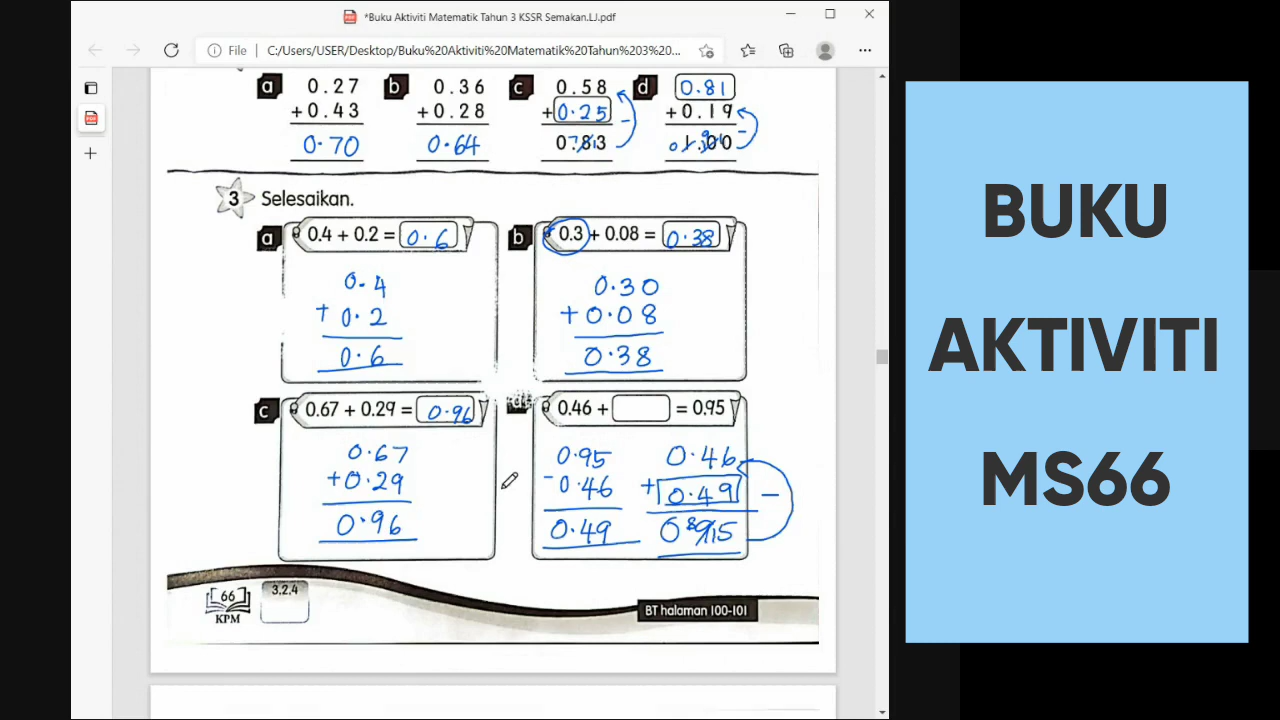 *Buku Aktiviti Matematik Tahun 3 KSSR Semakan.LJ.pdf
File | C:/Users/USER/Desktop/Buku%20Aktiviti%20Matematik%20Tahun%203%20...
a 0.27 b 0.36 c 0.58 d 0.81
+0.43 +0.28 +0.25 +0.19
0.70 0.64 0.83 1.00
3 Selesaikan.
a 0.4 + 0.2 = 0.6
0.4
+ 0.2
0.6
b 0.3 + 0.08 = 0.38
0.30
+ 0.08
0.38
c 0.67 + 0.29 = 0.96
0.67
+0.29
0.96
d 0.46 + = 0.95
0.95 0.46
-0.46 + 0.49
0.49 0.95
66
KPM
3.2.4
BT halaman 100-101
BUKU
AKTIVITI
MS66